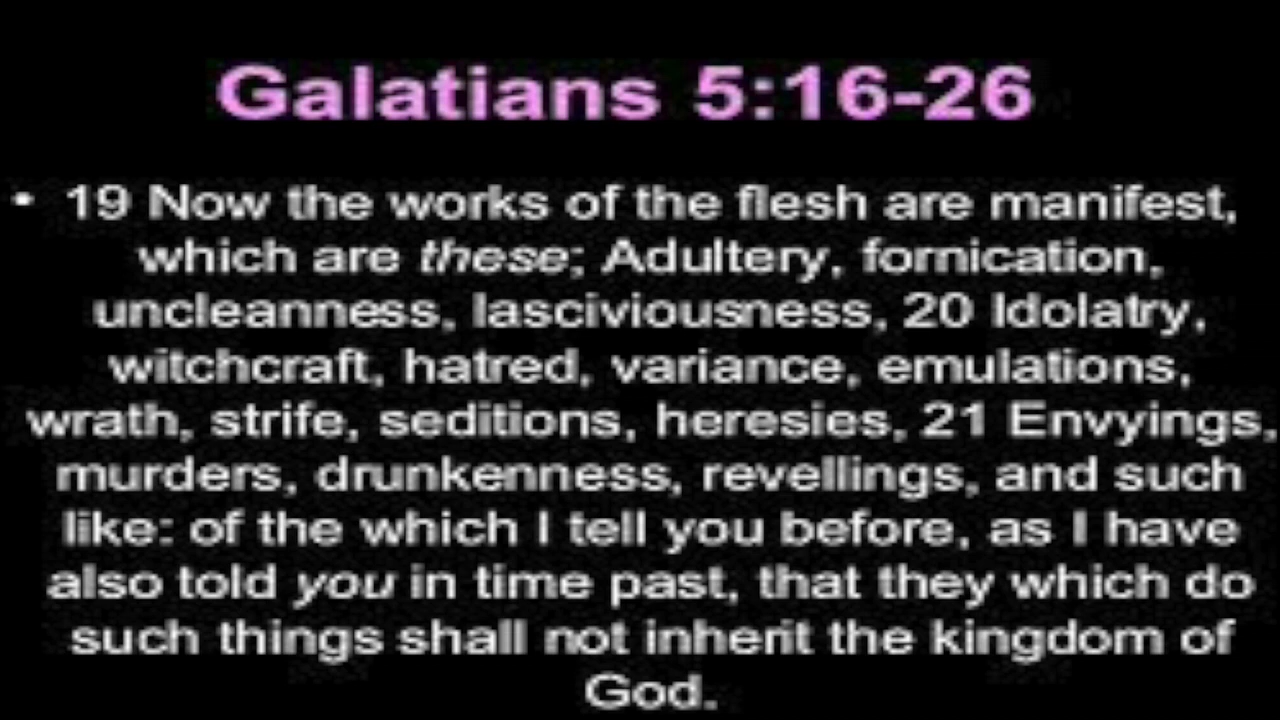 Galatians 5:16-26
• 19 Now the works of the flesh are manifest,
which are these; Adultery, fornication,
uncleanness, lasciviousness, 20 Idolatry,
witchcraft, hatred, variance, emulations,
wrath, strife, seditions, heresies, 21 Envyings,
murders, drunkenness, revellings, and such
like: of the which I tell you before, as I have
also told you in time past, that they which do
such things shall not inherit the kingdom of
God.